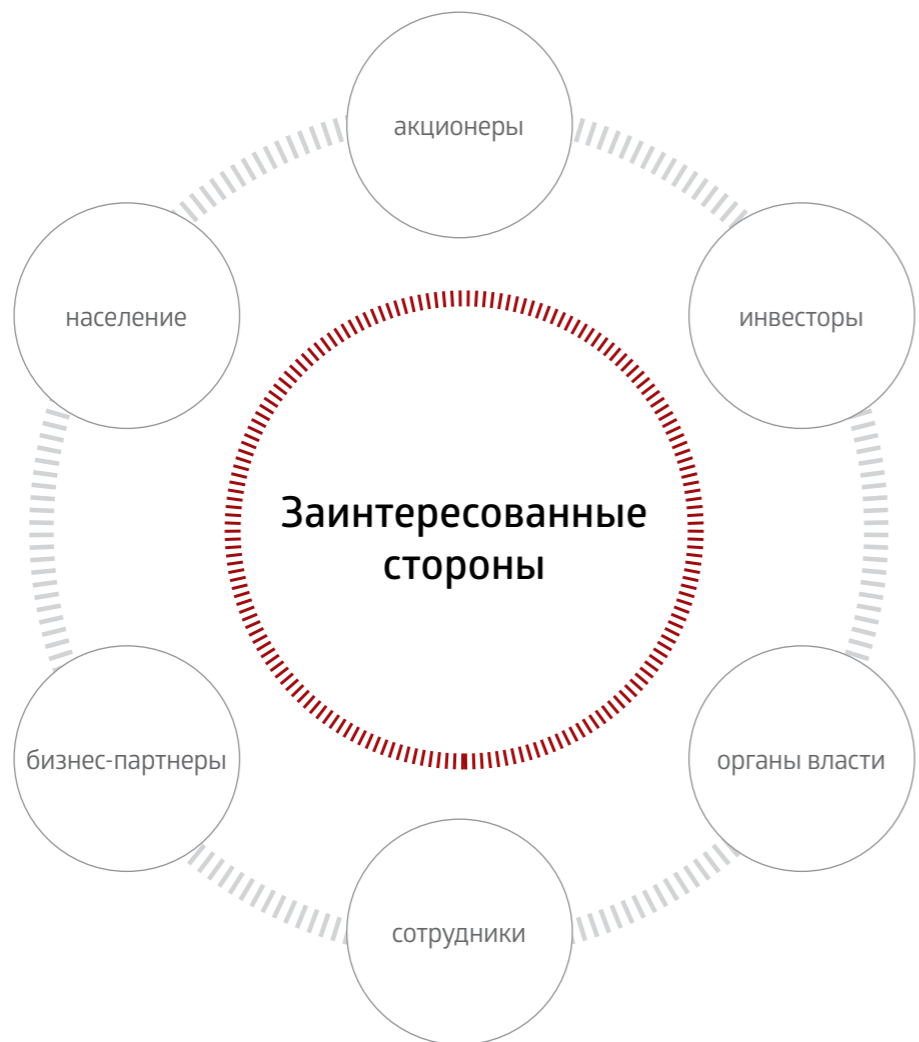 акционеры
население
инвесторы
Заинтересованные
стороны
бизнес-партнеры
органы власти
сотрудники